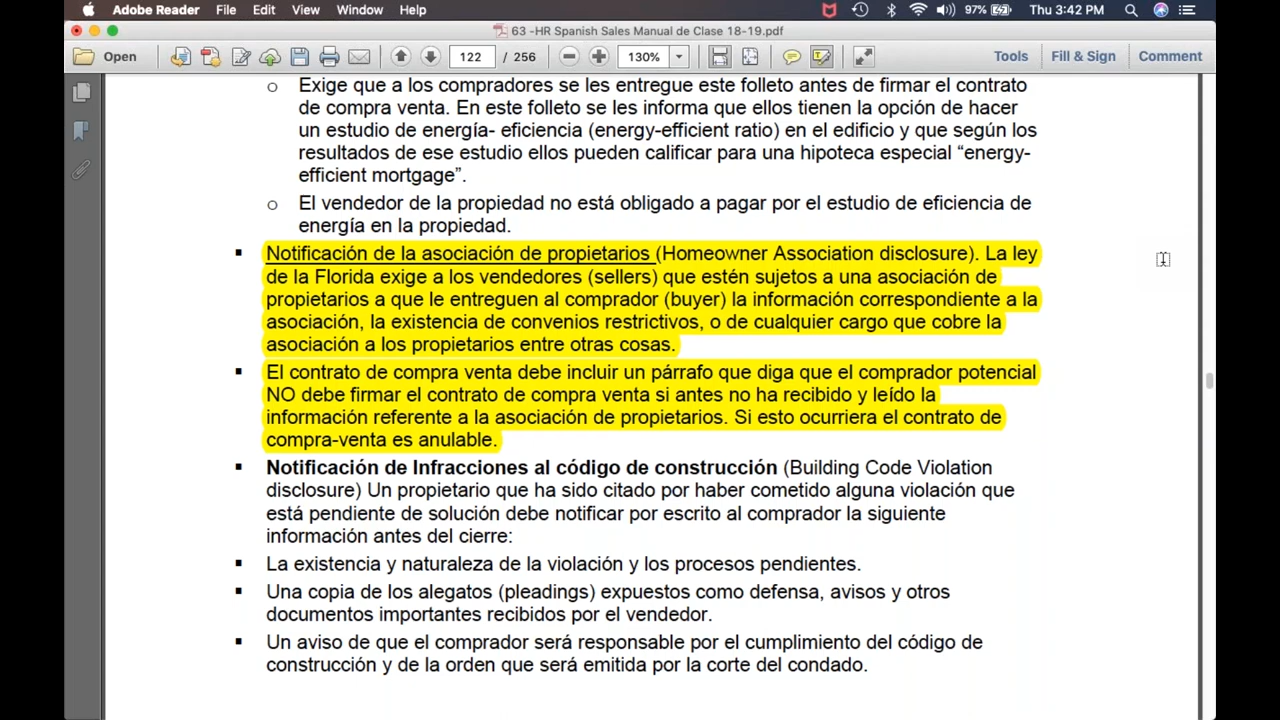 Adobe Reader File Edit View Window Help 97% Thu 3:42 PM
63 -HR Spanish Sales Manual de Clase 18-19.pdf
Open 122 / 256 130% Tools Fill & Sign Comment
o Exige que a los compradores se les entregue este folleto antes de firmar el contrato
de compra venta. En este folleto se les informa que ellos tienen la opción de hacer
un estudio de energía- eficiencia (energy-efficient ratio) en el edificio y que según los
resultados de ese estudio ellos pueden calificar para una hipoteca especial “energy-
efficient mortgage”.
o El vendedor de la propiedad no está obligado a pagar por el estudio de eficiencia de
energía en la propiedad.
▪ Notificación de la asociación de propietarios (Homeowner Association disclosure). La ley
de la Florida exige a los vendedores (sellers) que estén sujetos a una asociación de
propietarios a que le entreguen al comprador (buyer) la información correspondiente a la
asociación, la existencia de convenios restrictivos, o de cualquier cargo que cobre la
asociación a los propietarios entre otras cosas.
▪ El contrato de compra venta debe incluir un párrafo que diga que el comprador potencial
NO debe firmar el contrato de compra venta si antes no ha recibido y leído la
información referente a la asociación de propietarios. Si esto ocurriera el contrato de
compra-venta es anulable.
▪ Notificación de Infracciones al código de construcción (Building Code Violation
disclosure) Un propietario que ha sido citado por haber cometido alguna violación que
está pendiente de solución debe notificar por escrito al comprador la siguiente
información antes del cierre:
▪ La existencia y naturaleza de la violación y los procesos pendientes.
▪ Una copia de los alegatos (pleadings) expuestos como defensa, avisos y otros
documentos importantes recibidos por el vendedor.
▪ Un aviso de que el comprador será responsable por el cumplimiento del código de
construcción y de la orden que será emitida por la corte del condado.